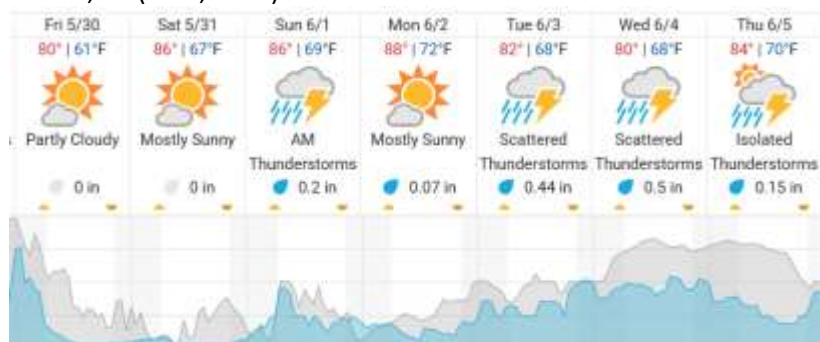 Fri 5/30 Sat 5/31 Sun 6/1 Mon 6/2 Tue 6/3 Wed 6/4 Thu 6/5
80° | 61°F 86° | 67°F 86° | 69°F 88° | 72°F 82° | 68°F 80° | 68°F 84° | 70°F
Partly Cloudy Mostly Sunny AM Mostly Sunny Scattered Scattered Isolated
Thunderstorms Thunderstorms Thunderstorms Thunderstorms
0 in 0 in 0.2 in 0.07 in 0.44 in 0.5 in 0.15 in